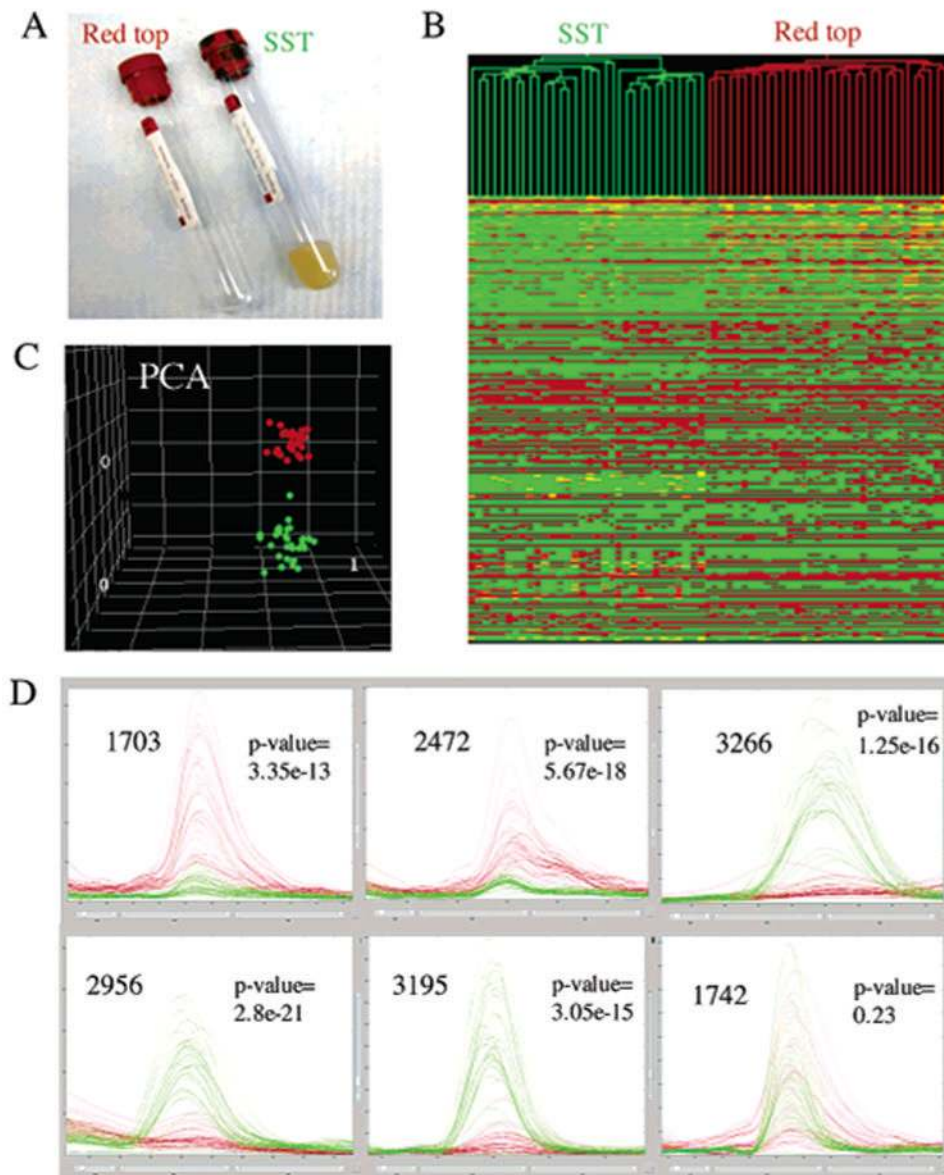 A
Red top
SST
B
SST
Red top
C
PCA
0
0
1
D
1703
p-value=
3.35e-13
2472
p-value=
5.67e-18
3266
p-value=
1.25e-16
2956
p-value=
2.8e-21
3195
p-value=
3.05e-15
1742
p-value=
0.23